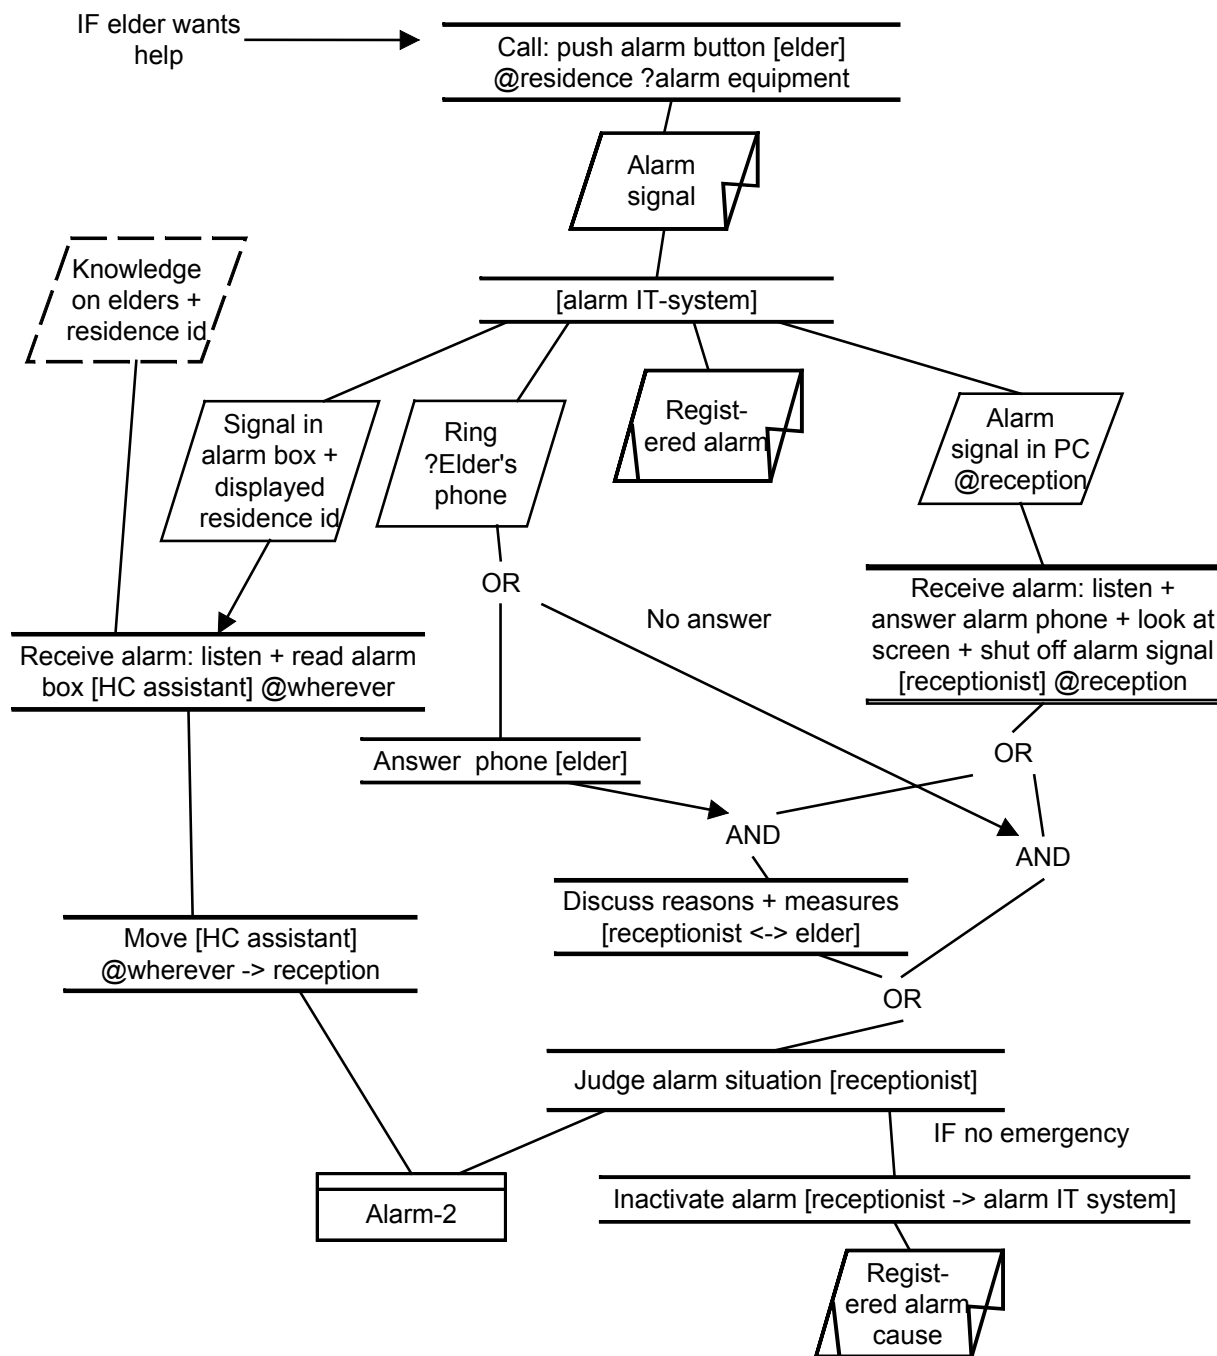 IF elder wants
help
Call: push alarm button [elder]
@residence ?alarm equipment
Alarm
signal
Knowledge
on elders +
residence id
[alarm IT-system]
Signal in
alarm box +
displayed
residence id
Ring
?Elder's
phone
Regist-
ered alarm
Alarm
signal in PC
@reception
OR
No answer
Receive alarm: listen +
answer alarm phone + look at
screen + shut off alarm signal
[receptionist] @reception
Receive alarm: listen + read alarm
box [HC assistant] @wherever
Answer phone [elder]
OR
AND
AND
Discuss reasons + measures
[receptionist <-> elder]
Move [HC assistant]
@wherever -> reception
OR
Judge alarm situation [receptionist]
IF no emergency
Alarm-2
Inactivate alarm [receptionist -> alarm IT system]
Regist-
ered alarm
cause